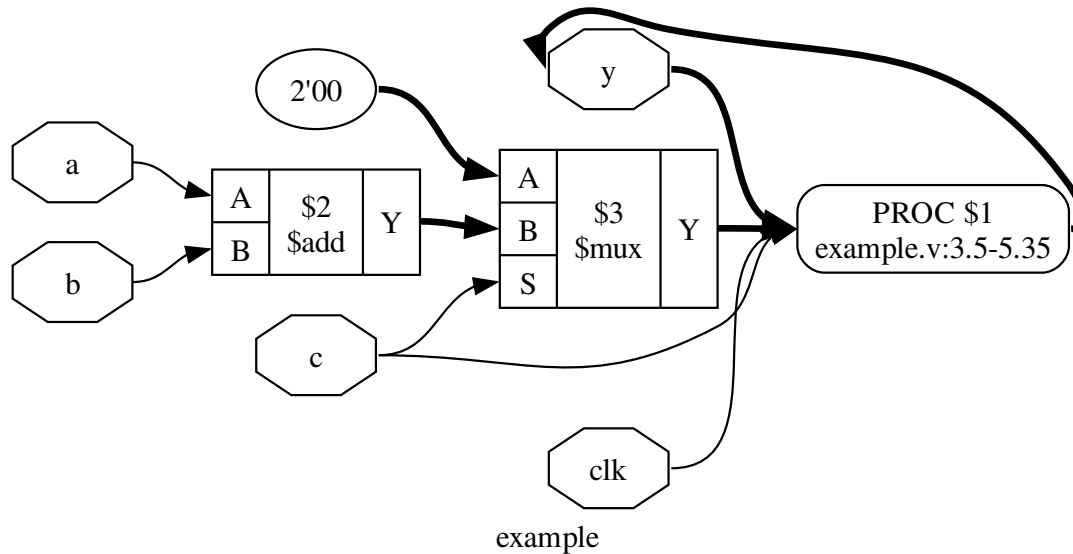 y
2'00
a
A
B
$2
$add
Y
A
B
S
$3
$mux
Y
PROC $1
example.v:3.5-5.35
b
c
clk
example